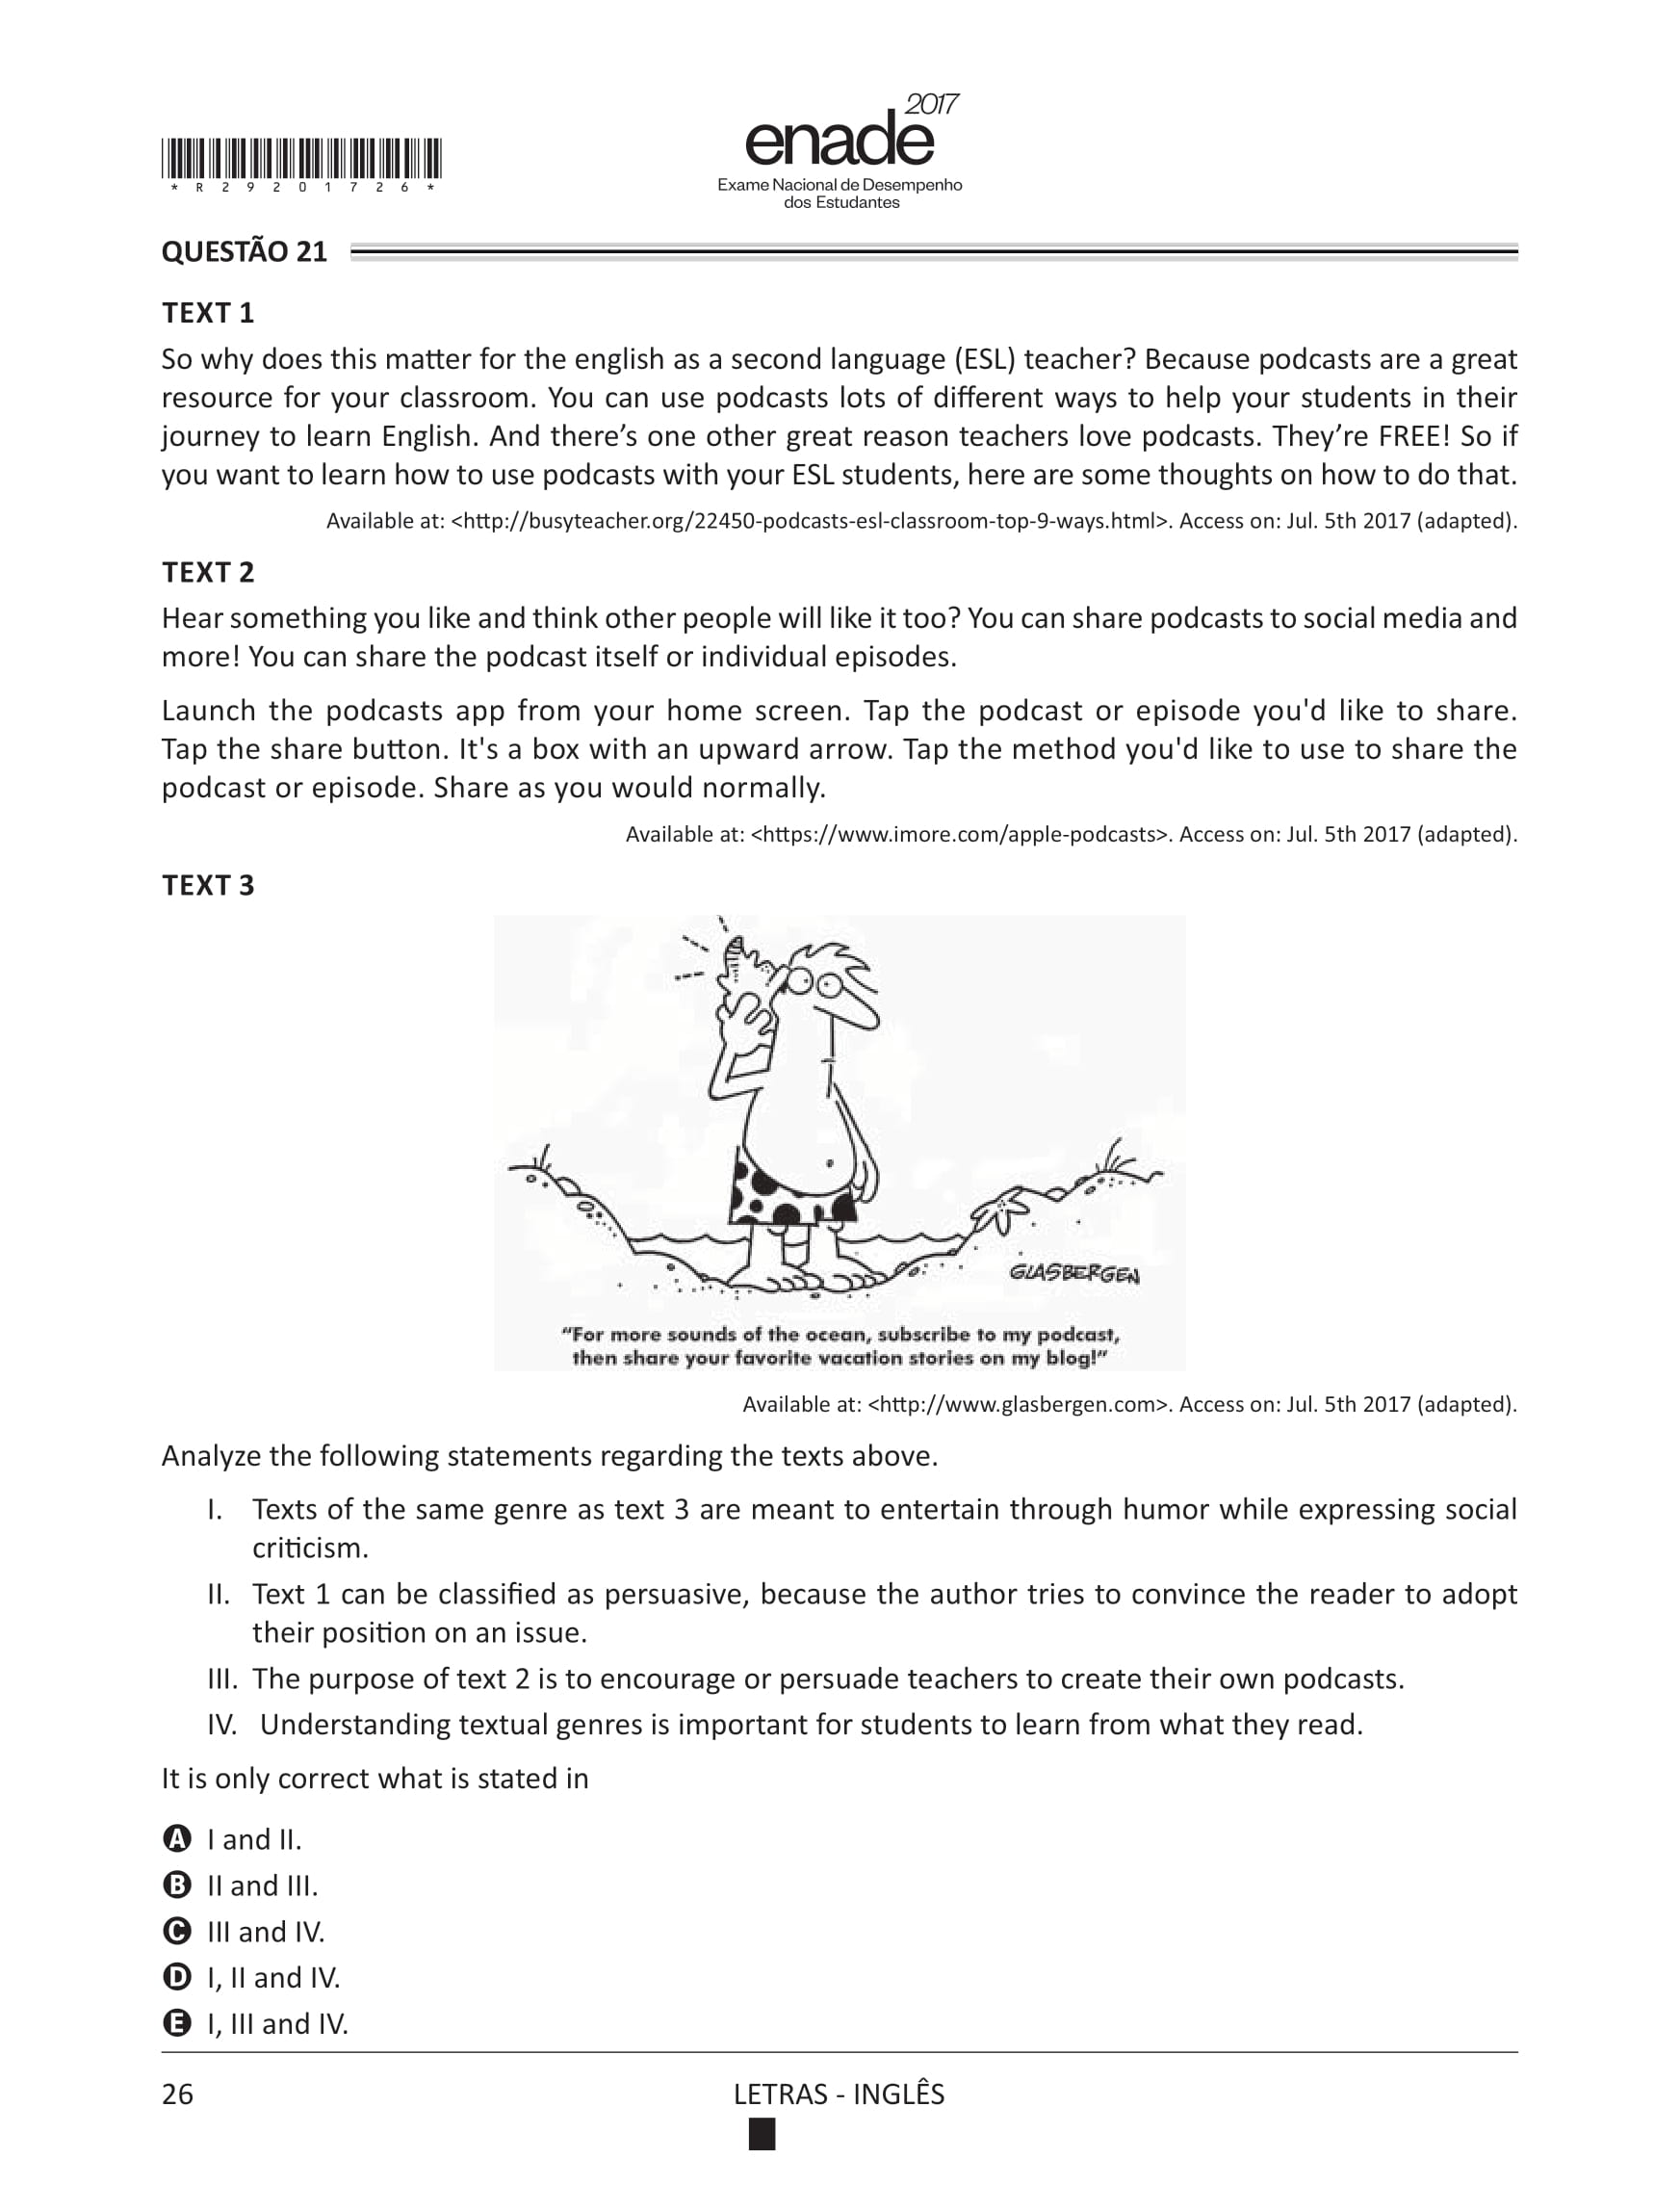 2017
enade
Exame Nacional de Desempenho
dos Estudantes
* R 2 9 2 0 1 7 2 6 *
QUESTÃO 21
TEXT 1
So why does this matter for the english as a second language (ESL) teacher? Because podcasts are a great
resource for your classroom. You can use podcasts lots of different ways to help your students in their
journey to learn English. And there’s one other great reason teachers love podcasts. They’re FREE! So if
you want to learn how to use podcasts with your ESL students, here are some thoughts on how to do that.
Available at: <http://busyteacher.org/22450-podcasts-esl-classroom-top-9-ways.html>. Access on: Jul. 5th 2017 (adapted).
TEXT 2
Hear something you like and think other people will like it too? You can share podcasts to social media and
more! You can share the podcast itself or individual episodes.
Launch the podcasts app from your home screen. Tap the podcast or episode you'd like to share.
Tap the share button. It's a box with an upward arrow. Tap the method you'd like to use to share the
podcast or episode. Share as you would normally.
Available at: <https://www.imore.com/apple-podcasts>. Access on: Jul. 5th 2017 (adapted).
TEXT 3
GLASBERGEN
“For more sounds of the ocean, subscribe to my podcast,
then share your favorite vacation stories on my blog!”
Available at: <http://www.glasbergen.com>. Access on: Jul. 5th 2017 (adapted).
Analyze the following statements regarding the texts above.
I. Texts of the same genre as text 3 are meant to entertain through humor while expressing social
criticism.
II. Text 1 can be classified as persuasive, because the author tries to convince the reader to adopt
their position on an issue.
III. The purpose of text 2 is to encourage or persuade teachers to create their own podcasts.
IV. Understanding textual genres is important for students to learn from what they read.
It is only correct what is stated in
A I and II.
B II and III.
C III and IV.
D I, II and IV.
E I, III and IV.
26
LETRAS - INGLÊS